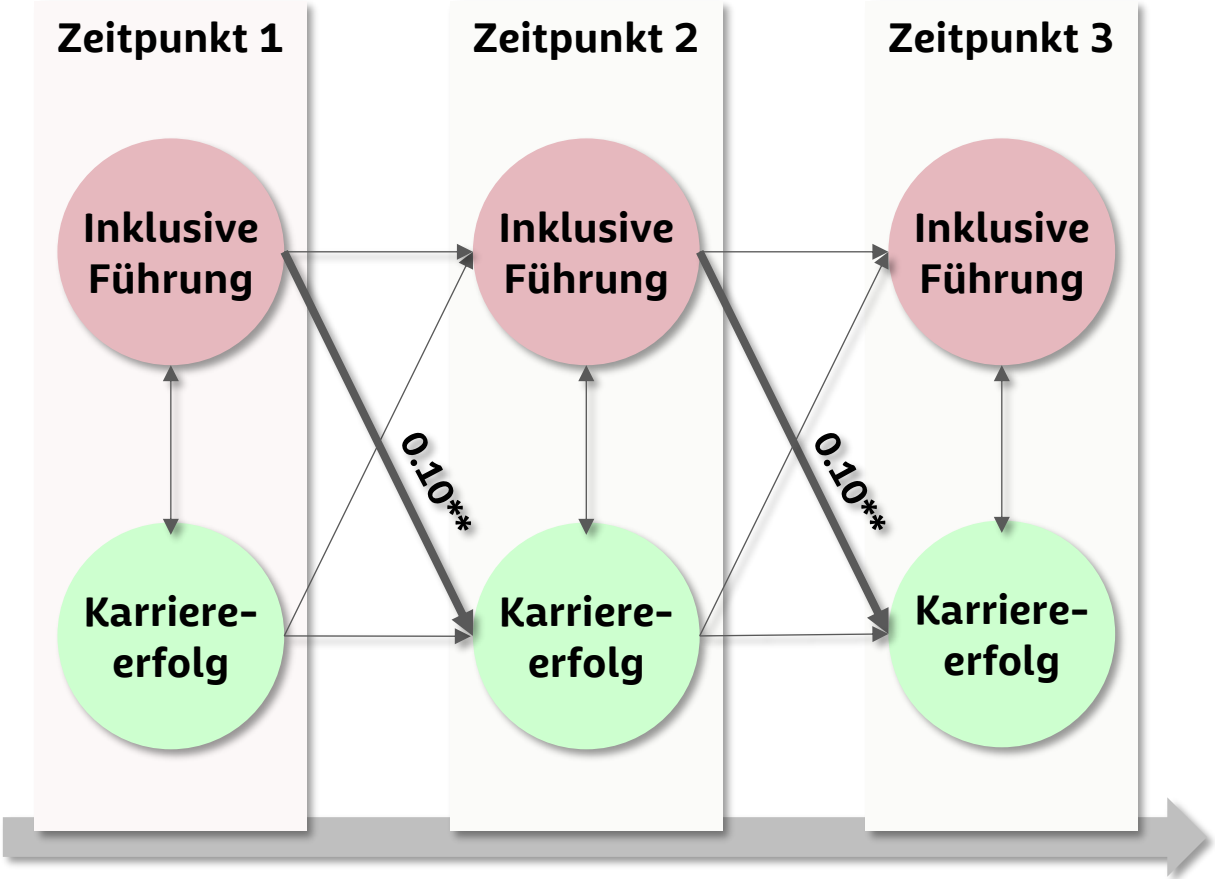 Zeitpunkt 1
Zeitpunkt 2
Zeitpunkt 3
Inklusive
Führung
Inklusive
Führung
Inklusive
Führung
0.10**
0.10**
Karriere-
erfolg
Karriere-
erfolg
Karriere-
erfolg